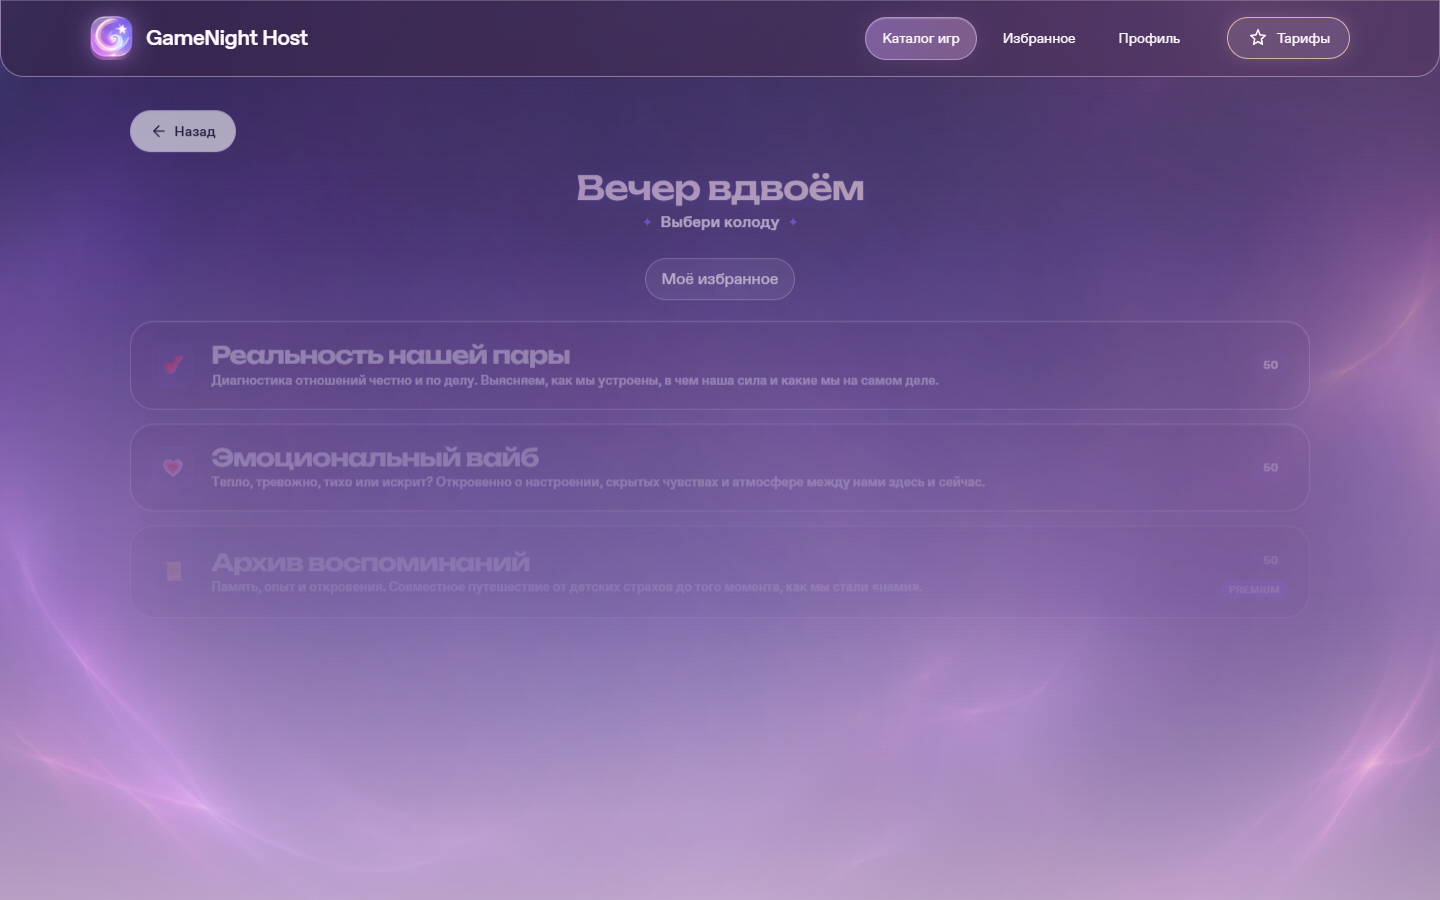 GameNight Host
Каталог игр
Избранное
Профиль
Тарифы
Назад
Вечер вдвоём
Выбери колоду
Моё избранное
Реальность нашей пары
Диагностика отношений честно и по делу. Выясняем, как мы устроены, в чем наша сила и какие мы на самом деле.
50
Эмоциональный вайб
Тепло, тревожно, тихо или искрит? Откровенно о настроении, скрытых чувствах и атмосфере между нами здесь и сейчас.
50
Архив воспоминаний
Память, опыт и откровения. Совместное путешествие от детских страхов до того момента, как мы стали «нами».
50
PREMIUM